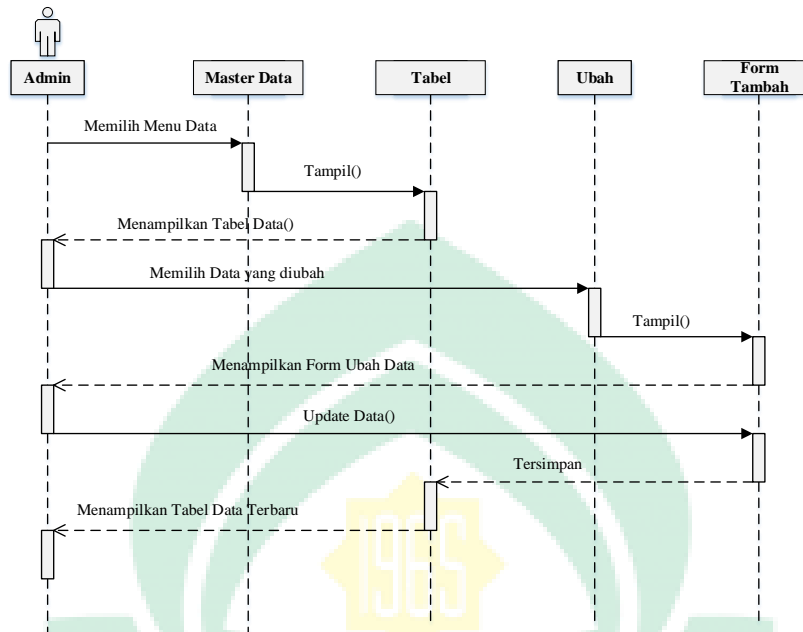 Admin
Master Data
Tabel
Ubah
Form
Tambah
Memilih Menu Data
Tampil()
Menampilkan Tabel Data()
Memilih Data yang diubah
Tampil()
Menampilkan Form Ubah Data
Update Data()
Tersimpan
Menampilkan Tabel Data Terbaru
1965